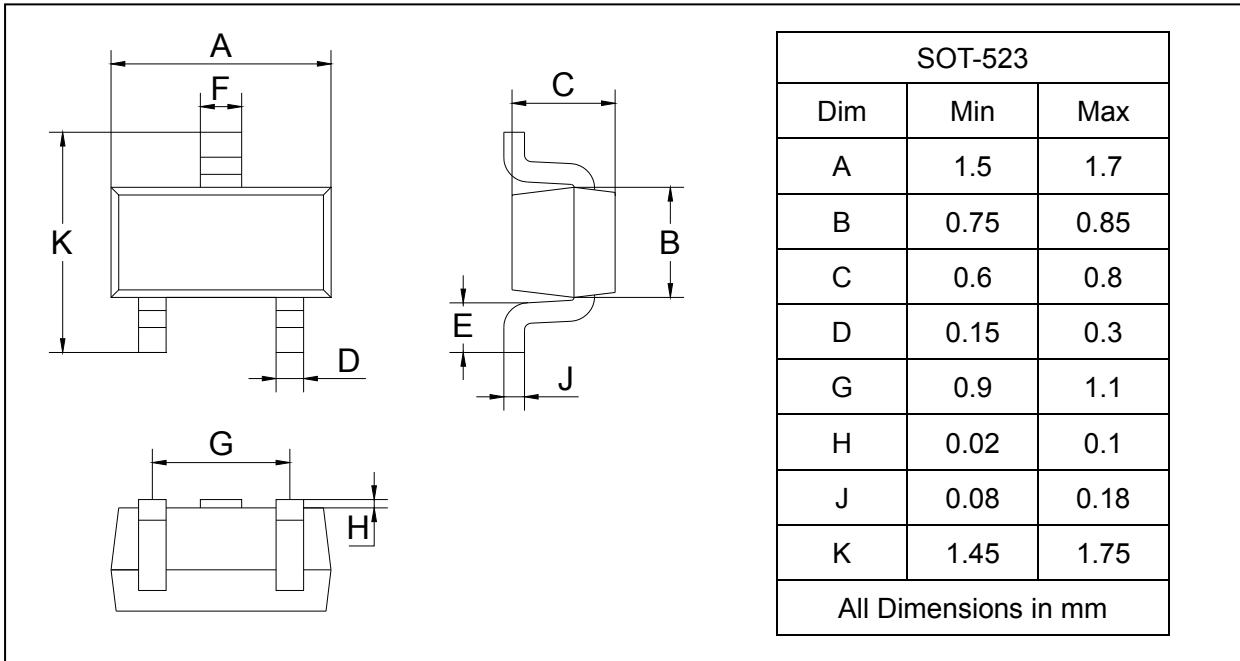 A
F
K
D
C
B
E
J
G
H
SOT-523
Dim Min Max
A 1.5 1.7
B 0.75 0.85
C 0.6 0.8
D 0.15 0.3
G 0.9 1.1
H 0.02 0.1
J 0.08 0.18
K 1.45 1.75
All Dimensions in mm